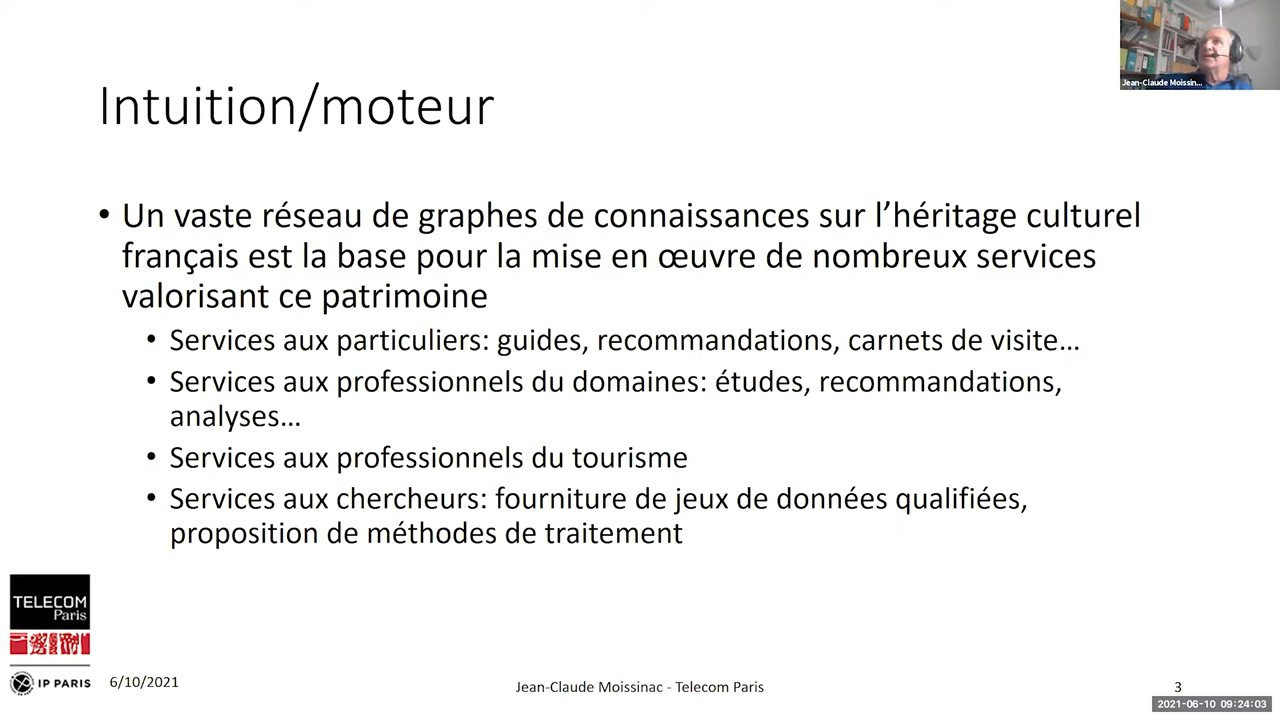 Jean-Claude Moissin...
Intuition/moteur
• Un vaste réseau de graphes de connaissances sur l’héritage culturel
français est la base pour la mise en œuvre de nombreux services
valorisant ce patrimoine
• Services aux particuliers: guides, recommandations, carnets de visite…
• Services aux professionnels du domaines: études, recommandations,
analyses…
• Services aux professionnels du tourisme
• Services aux chercheurs: fourniture de jeux de données qualifiées,
proposition de méthodes de traitement
TELECOM
Paris
IP PARIS
6/10/2021
Jean-Claude Moissinac - Telecom Paris
3
2021-06-10 09:24:03